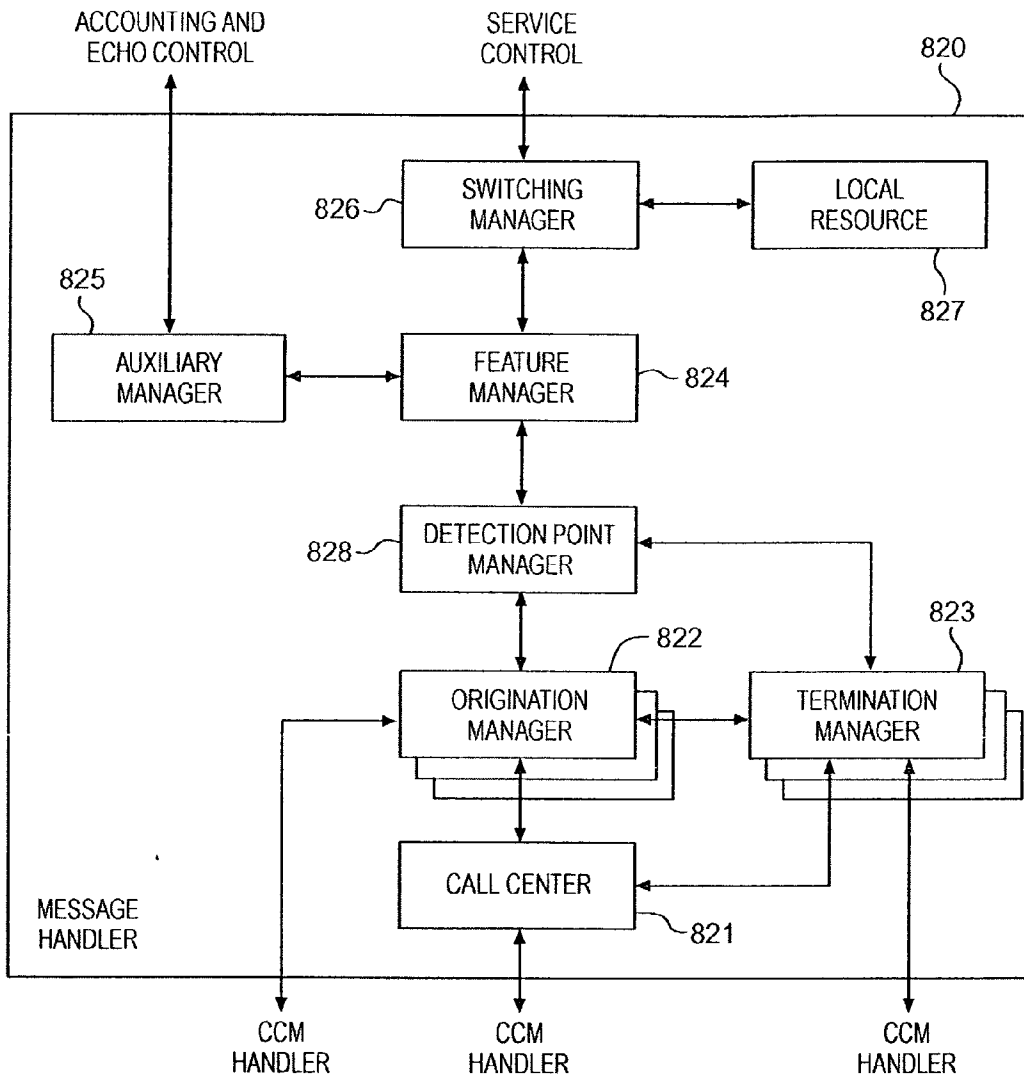 ACCOUNTING AND
ECHO CONTROL
SERVICE
CONTROL
820
SWITCHING
MANAGER
826
LOCAL
RESOURCE
827
825
AUXILIARY
MANAGER
FEATURE
MANAGER
824
DETECTION POINT
MANAGER
828
822
823
ORIGINATION
MANAGER
TERMINATION
MANAGER
CALL CENTER
821
MESSAGE
HANDLER
CCM
HANDLER
CCM
HANDLER
CCM
HANDLER